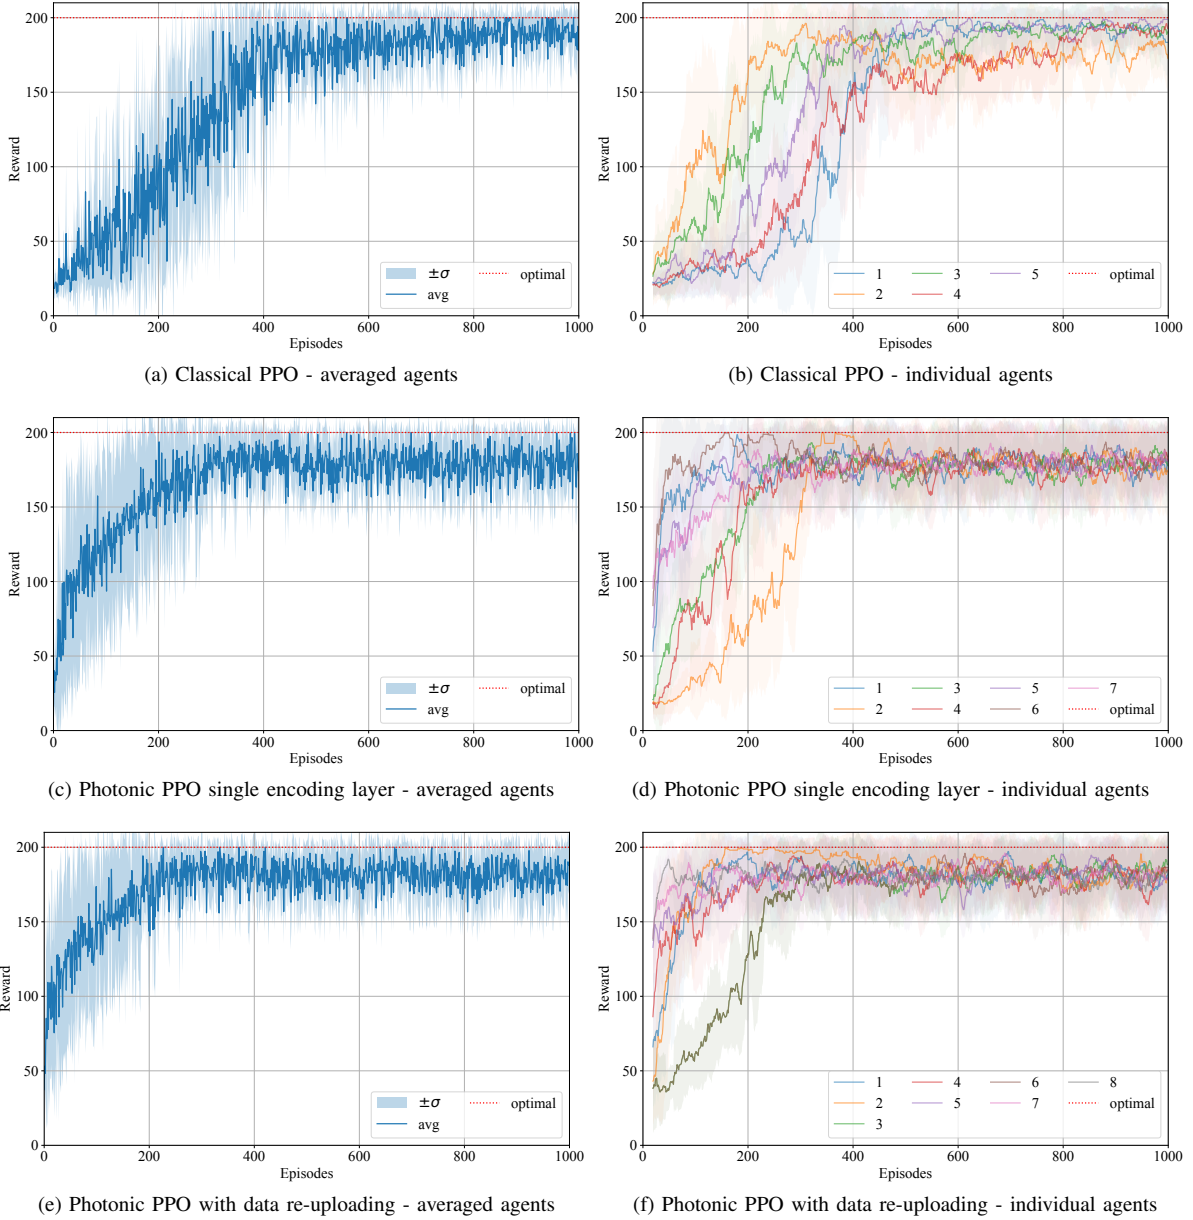 200
150
100
50
0
Reward
0 200 400 600 800 1000
Episodes
±σ optimal
avg
(a) Classical PPO - averaged agents
200
150
100
50
0
Reward
0 200 400 600 800 1000
Episodes
1 3 5 optimal
2 4
(b) Classical PPO - individual agents
200
150
100
50
0
Reward
0 200 400 600 800 1000
Episodes
±σ optimal
avg
(c) Photonic PPO single encoding layer - averaged agents
200
150
100
50
0
Reward
0 200 400 600 800 1000
Episodes
1 3 5 7
2 4 6 optimal
(d) Photonic PPO single encoding layer - individual agents
200
150
100
50
0
Reward
0 200 400 600 800 1000
Episodes
±σ optimal
avg
(e) Photonic PPO with data re-uploading - averaged agents
200
150
100
50
0
Reward
0 200 400 600 800 1000
Episodes
1 4 6 8
2 5 7 optimal
3
(f) Photonic PPO with data re-uploading - individual agents